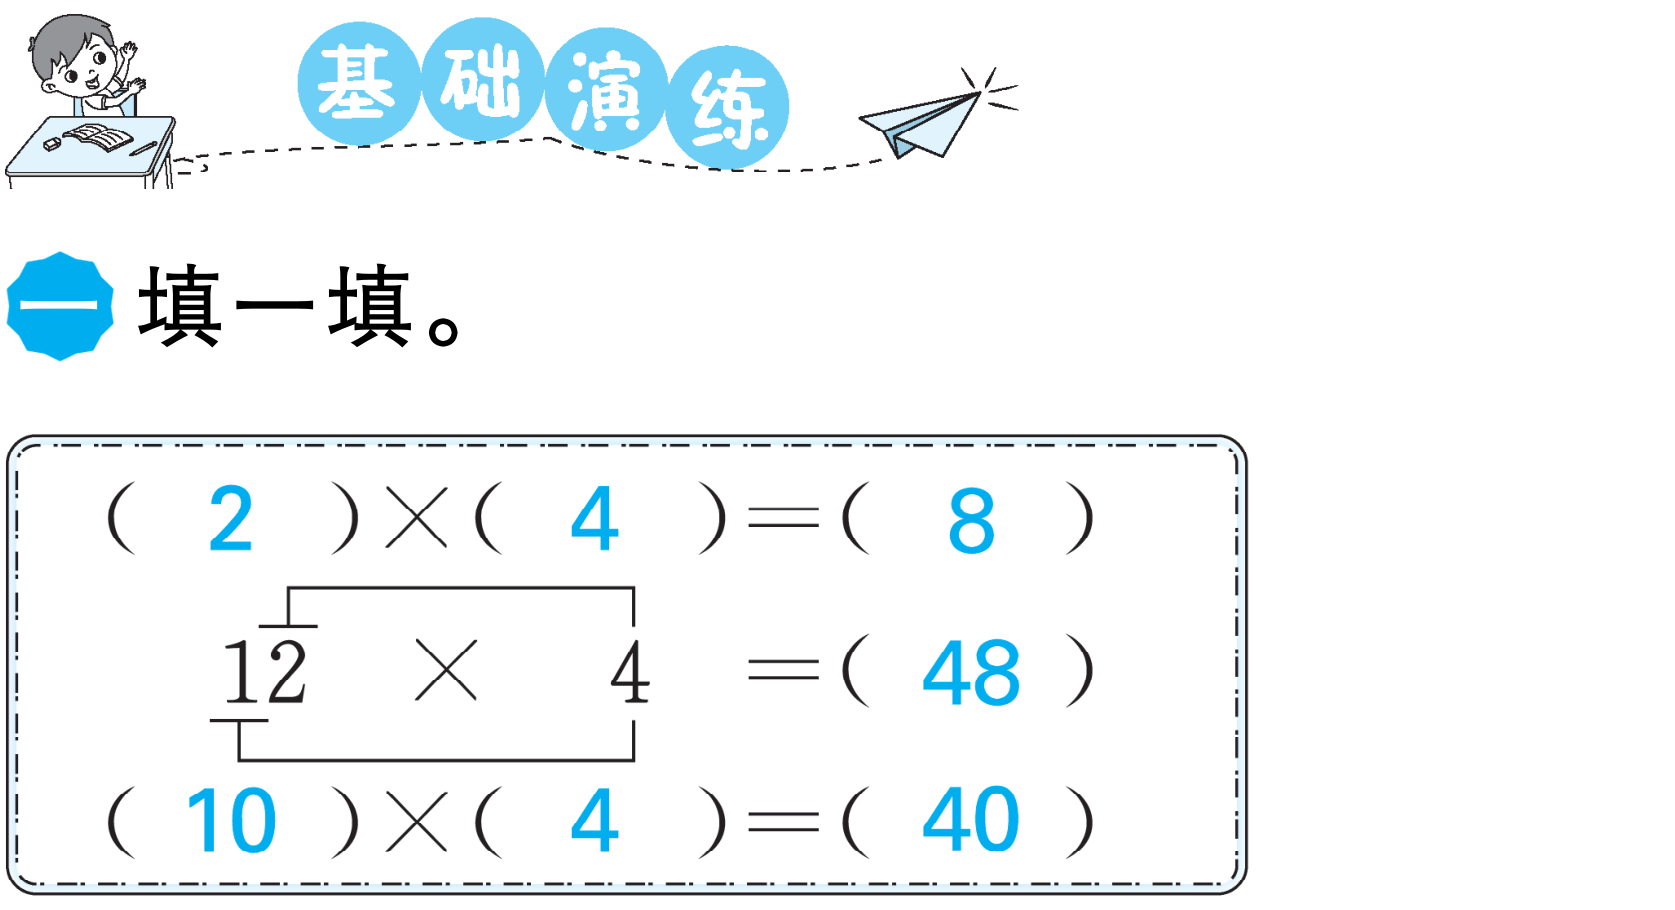 基础演练
一 填一填。
( 2 )×( 4 )=( 8 )
12 × 4 =( 48 )
( 10 )×( 4 )=( 40 )